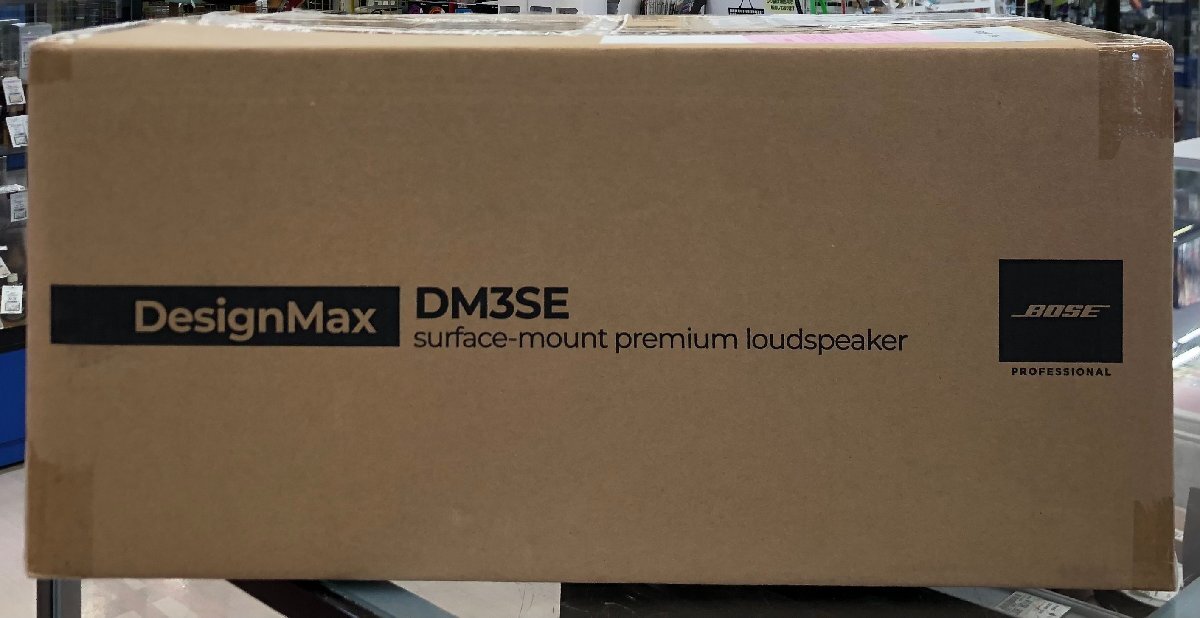 DesignMax
DM3SE
surface-mount premium loudspeaker
BOSE
PROFESSIONAL